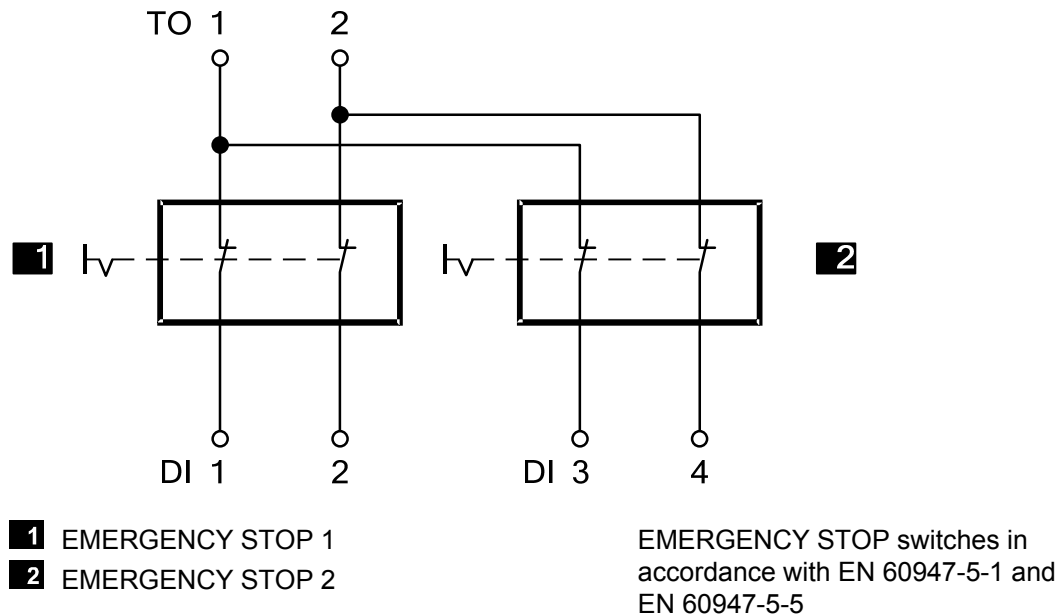 TO 1 2
1 2
DI 1 2 DI 3 4
1 EMERGENCY STOP 1
2 EMERGENCY STOP 2
EMERGENCY STOP switches in
accordance with EN 60947-5-1 and
EN 60947-5-5